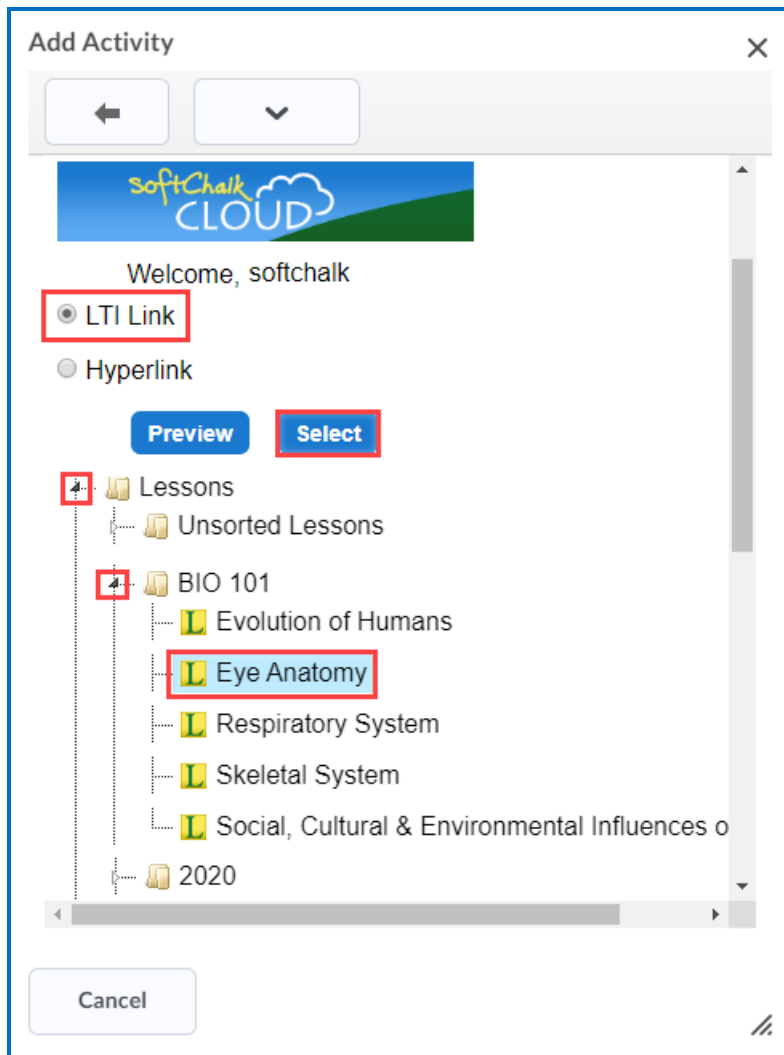 Add Activity
softChalk
CLOUD
Welcome, softchalk
LTI Link
Hyperlink
Preview Select
Lessons
Unsorted Lessons
BIO 101
L Evolution of Humans
L Eye Anatomy
L Respiratory System
L Skeletal System
L Social, Cultural & Environmental Influences o
2020
Cancel